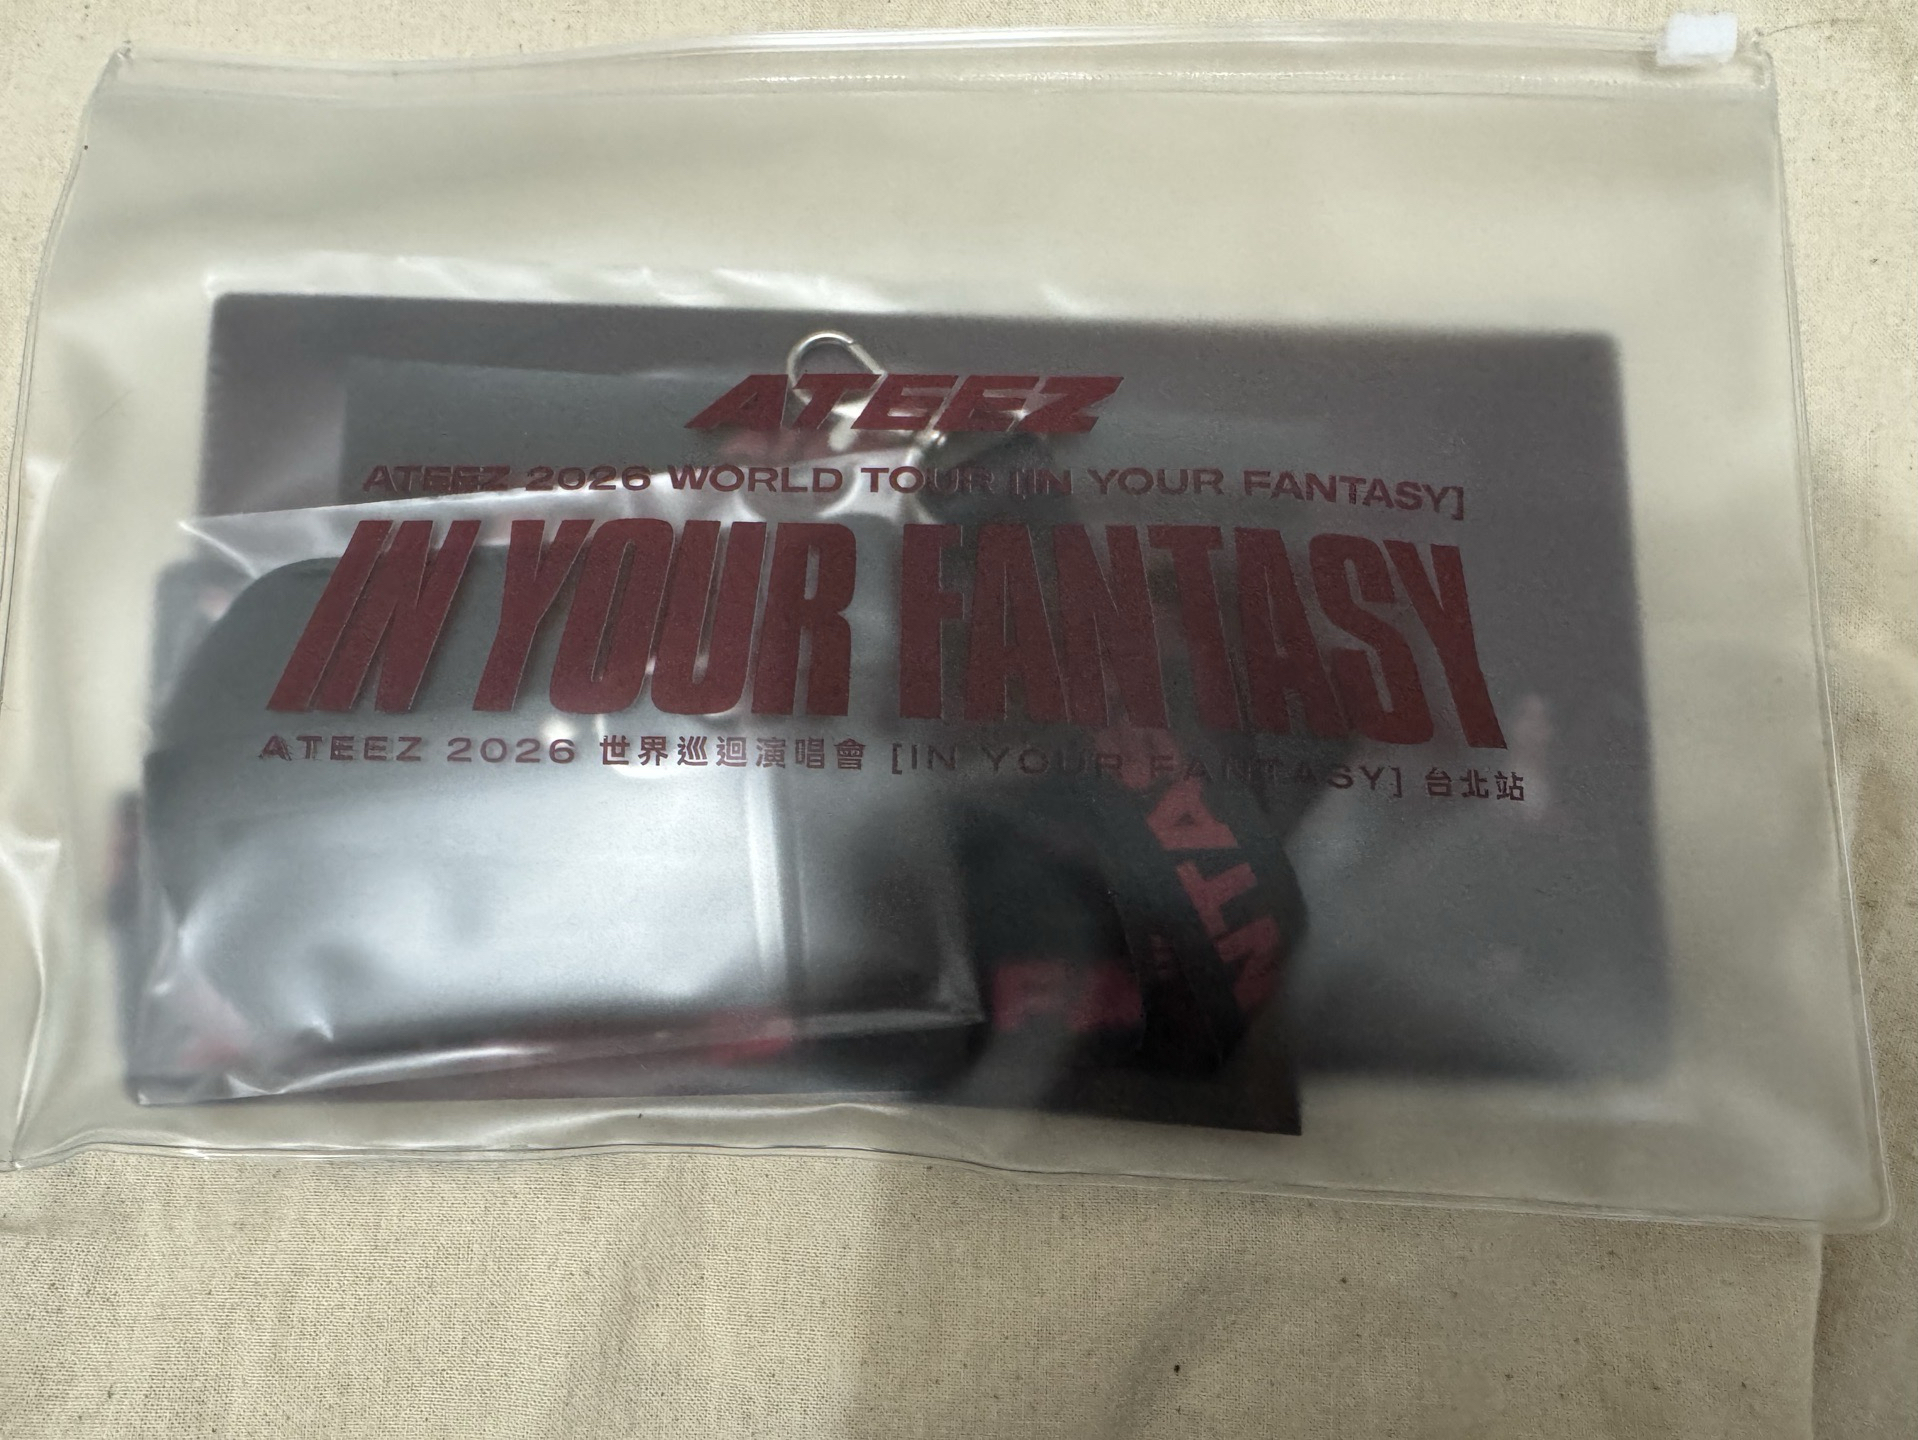 ATEEZ
ATEEZ 2026 WORLD TOUR [IN YOUR FANTASY]
IN YOUR FANTASY
ATEEZ 2026 世界巡迴演唱會 [IN YOUR FANTASY] 台北站